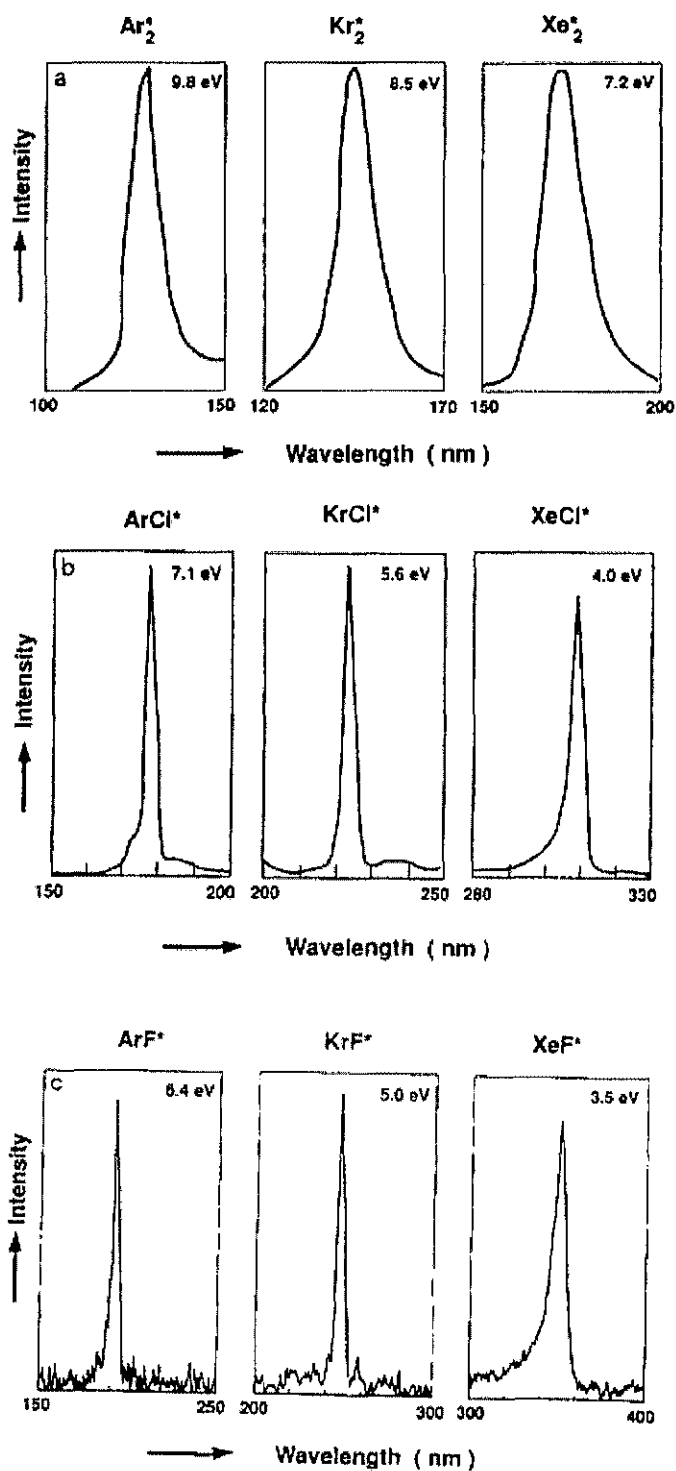 Ar₂* Kr₂* Xe₂*
a 9.8 eV 8.5 eV 7.2 eV
Intensity
100 150 120 170 150 200
Wavelength ( nm )
ArCl* KrCl* XeCl*
b 7.1 eV 5.6 eV 4.0 eV
Intensity
150 200 200 250 280 330
Wavelength ( nm )
ArF* KrF* XeF*
c 6.4 eV 5.0 eV 3.5 eV
Intensity
150 250 200 300 300 400
Wavelength ( nm )